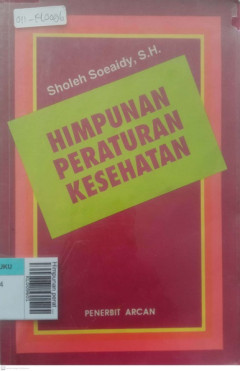 Sholeh Soeaidy, S.H.
HIMPUNAN
PERATURAN
KESEHATAN
PENERBIT ARCAN